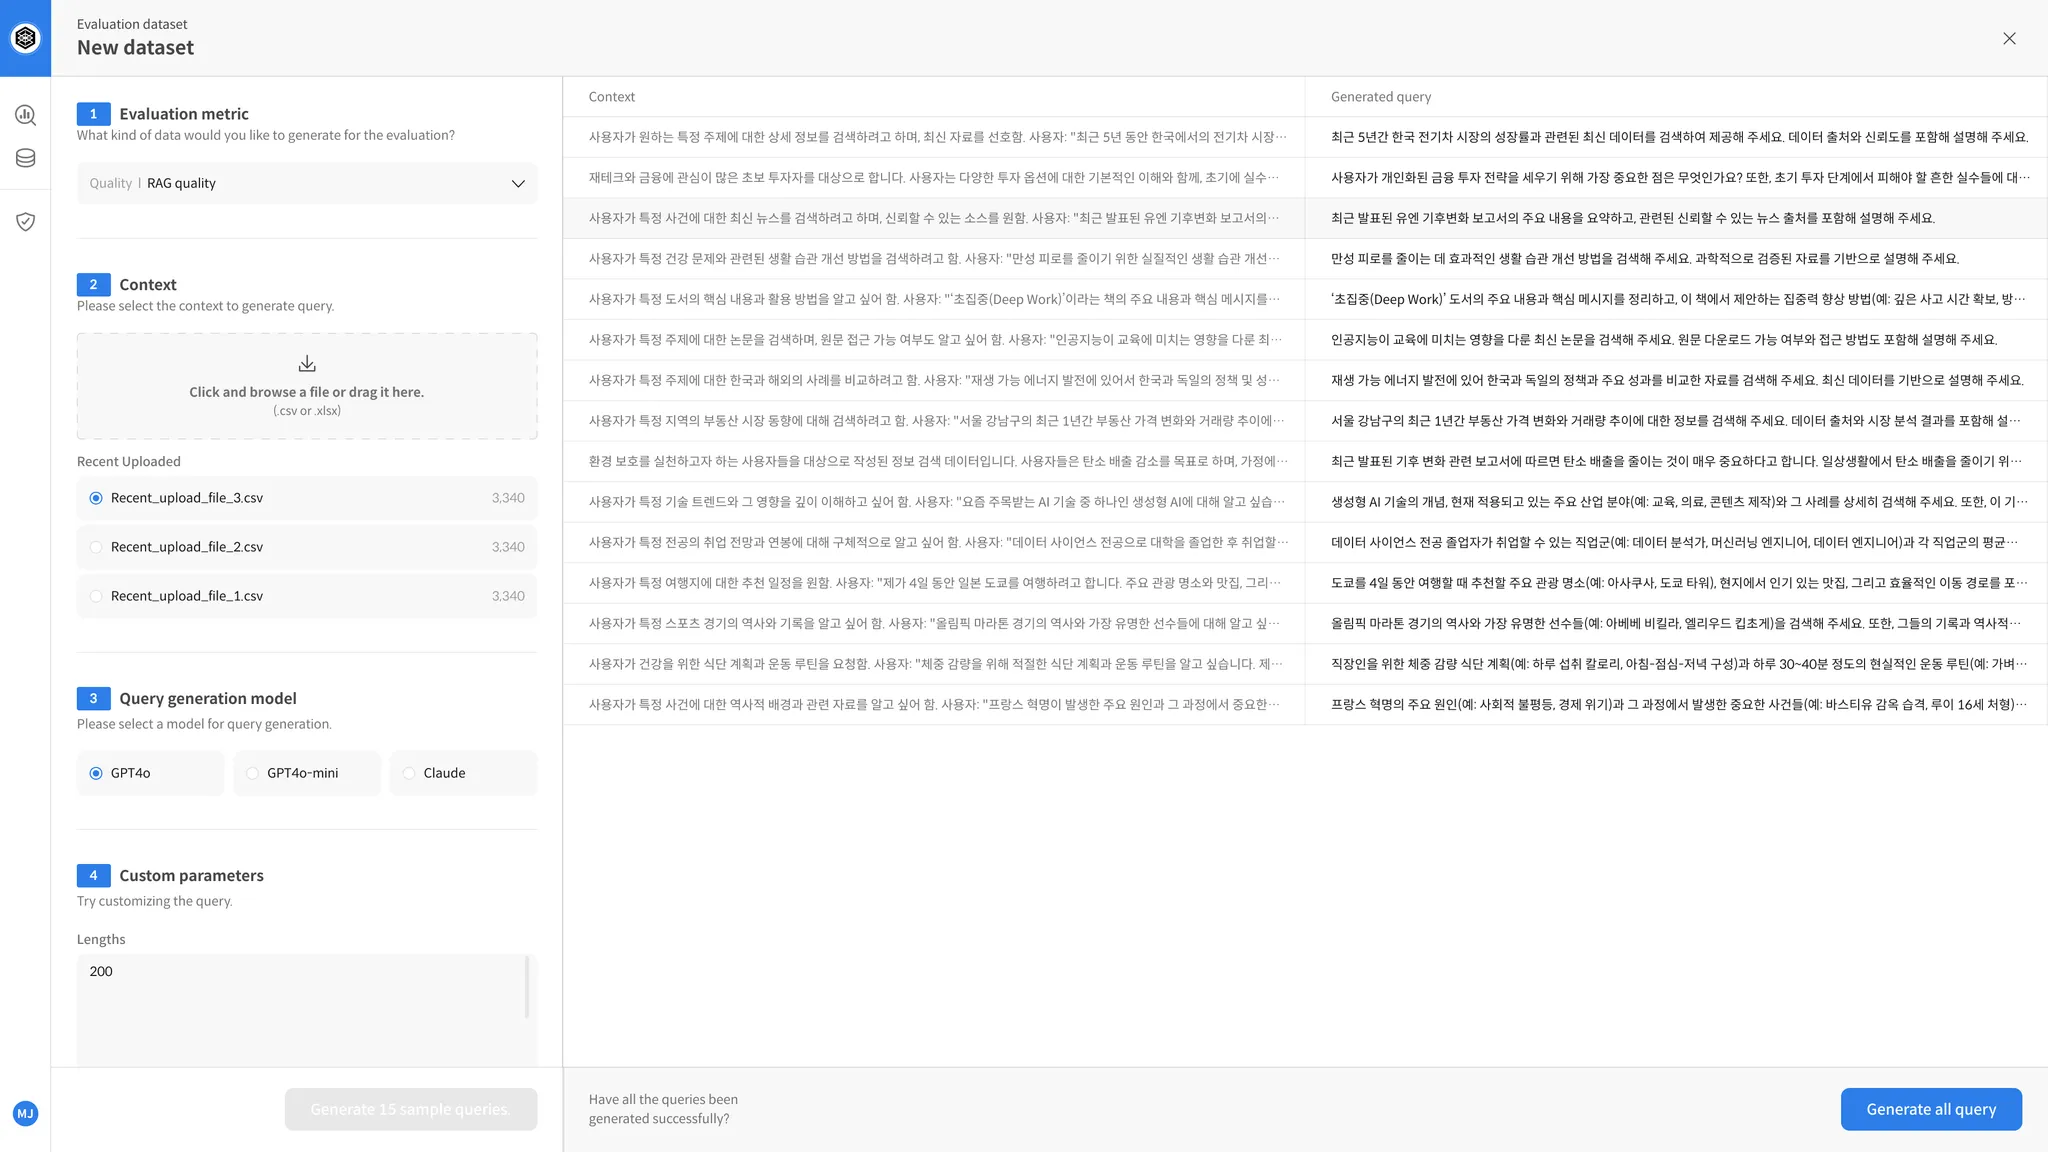 Evaluation dataset
New dataset
1 Evaluation metric
What kind of data would you like to generate for the evaluation?
Quality | RAG quality
2 Context
Please select the context to generate query.
Click and browse a file or drag it here.
(.csv or .xlsx)
Recent Uploaded
Recent_upload_file_3.csv 3.340
Recent_upload_file_2.csv 3.340
Recent_upload_file_1.csv 3.340
3 Query generation model
Please select a model for query generation.
GPT4o GPT4o-mini Claude
4 Custom parameters
Try customizing the query.
Lengths
200
Generate 15 sample queries.
MJ
Context Generated query
사용자가 원하는 특정 주제에 대한 상세 정보를 검색하려고 하며, 최신 자료를 선호함. 사용자: "최근 5년 동안 한국에서의 전기차 시장… 최근 5년간 한국 전기차 시장의 성장률과 관련된 최신 데이터를 검색하여 제공해 주세요. 데이터 출처와 신뢰도를 포함해 설명해 주세요.
재테크와 금융에 관심이 많은 초보 투자자를 대상으로 합니다. 사용자는 다양한 투자 옵션에 대한 기본적인 이해와 함께, 초기에 실수… 사용자가 개인화된 금융 투자 전략을 세우기 위해 가장 중요한 점은 무엇인가요? 또한, 초기 투자 단계에서 피해야 할 흔한 실수들에 대…
사용자가 특정 사건에 대한 최신 뉴스를 검색하려고 하며, 신뢰할 수 있는 소스를 원함. 사용자: "최근 발표된 유엔 기후변화 보고서의… 최근 발표된 유엔 기후변화 보고서의 주요 내용을 요약하고, 관련된 신뢰할 수 있는 뉴스 출처를 포함해 설명해 주세요.
사용자가 특정 건강 문제와 관련된 생활 습관 개선 방법을 검색하려고 함. 사용자: "만성 피로를 줄이기 위한 실질적인 생활 습관 개선… 만성 피로를 줄이는 데 효과적인 생활 습관 개선 방법을 검색해 주세요. 과학적으로 검증된 자료를 기반으로 설명해 주세요.
사용자가 특정 도서의 핵심 내용과 활용 방법을 알고 싶어 함. 사용자: "‘초집중(Deep Work)’이라는 책의 주요 내용과 핵심 메시지를… ‘초집중(Deep Work)’ 도서의 주요 내용과 핵심 메시지를 정리하고, 이 책에서 제안하는 집중력 향상 방법(예: 깊은 사고 시간 확보, 방…
사용자가 특정 주제에 대한 논문을 검색하며, 원문 접근 가능 여부도 알고 싶어 함. 사용자: "인공지능이 교육에 미치는 영향을 다룬 최… 인공지능이 교육에 미치는 영향을 다룬 최신 논문을 검색해 주세요. 원문 다운로드 가능 여부와 접근 방법도 포함해 설명해 주세요.
사용자가 특정 주제에 대한 한국과 해외의 사례를 비교하려고 함. 사용자: "재생 가능 에너지 발전에 있어서 한국과 독일의 정책 및 성… 재생 가능 에너지 발전에 있어 한국과 독일의 정책과 주요 성과를 비교한 자료를 검색해 주세요. 최신 데이터를 기반으로 설명해 주세요.
사용자가 특정 지역의 부동산 시장 동향에 대해 검색하려고 함. 사용자: "서울 강남구의 최근 1년간 부동산 가격 변화와 거래량 추이에… 서울 강남구의 최근 1년간 부동산 가격 변화와 거래량 추이에 대한 정보를 검색해 주세요. 데이터 출처와 시장 분석 결과를 포함해 설…
환경 보호를 실천하고자 하는 사용자들을 대상으로 작성된 정보 검색 데이터입니다. 사용자들은 탄소 배출 감소를 목표로 하며, 가정에… 최근 발표된 기후 변화 관련 보고서에 따르면 탄소 배출을 줄이는 것이 매우 중요하다고 합니다. 일상생활에서 탄소 배출을 줄이기 위…
사용자가 특정 기술 트렌드와 그 영향을 깊이 이해하고 싶어 함. 사용자: "요즘 주목받는 AI 기술 중 하나인 생성형 AI에 대해 알고 싶습… 생성형 AI 기술의 개념, 현재 적용되고 있는 주요 산업 분야(예: 교육, 의료, 콘텐츠 제작)와 그 사례를 상세히 검색해 주세요. 또한, 이 기…
사용자가 특정 전공의 취업 전망과 연봉에 대해 구체적으로 알고 싶어 함. 사용자: "데이터 사이언스 전공으로 대학을 졸업한 후 취업할… 데이터 사이언스 전공 졸업자가 취업할 수 있는 직업군(예: 데이터 분석가, 머신러닝 엔지니어, 데이터 엔지니어)과 각 직업군의 평균…
사용자가 특정 여행지에 대한 추천 일정을 원함. 사용자: "제가 4일 동안 일본 도쿄를 여행하려고 합니다. 주요 관광 명소와 맛집, 그리… 도쿄를 4일 동안 여행할 때 추천할 주요 관광 명소(예: 아사쿠사, 도쿄 타워), 현지에서 인기 있는 맛집, 그리고 효율적인 이동 경로를 포…
사용자가 특정 스포츠 경기의 역사와 기록을 알고 싶어 함. 사용자: "올림픽 마라톤 경기의 역사와 가장 유명한 선수들에 대해 알고 싶… 올림픽 마라톤 경기의 역사와 가장 유명한 선수들(예: 아베베 비킬라, 엘리우드 킵초게)을 검색해 주세요. 또한, 그들의 기록과 역사적…
사용자가 건강을 위한 식단 계획과 운동 루틴을 요청함. 사용자: "체중 감량을 위해 적절한 식단 계획과 운동 루틴을 알고 싶습니다. 제… 직장인을 위한 체중 감량 식단 계획(예: 하루 섭취 칼로리, 아침-점심-저녁 구성)과 하루 30~40분 정도의 현실적인 운동 루틴(예: 가벼…
사용자가 특정 사건에 대한 역사적 배경과 관련 자료를 알고 싶어 함. 사용자: "프랑스 혁명이 발생한 주요 원인과 그 과정에서 중요한… 프랑스 혁명의 주요 원인(예: 사회적 불평등, 경제 위기)과 그 과정에서 발생한 중요한 사건들(예: 바스티유 감옥 습격, 루이 16세 처형)…
Have all the queries been
generated successfully?
Generate all query